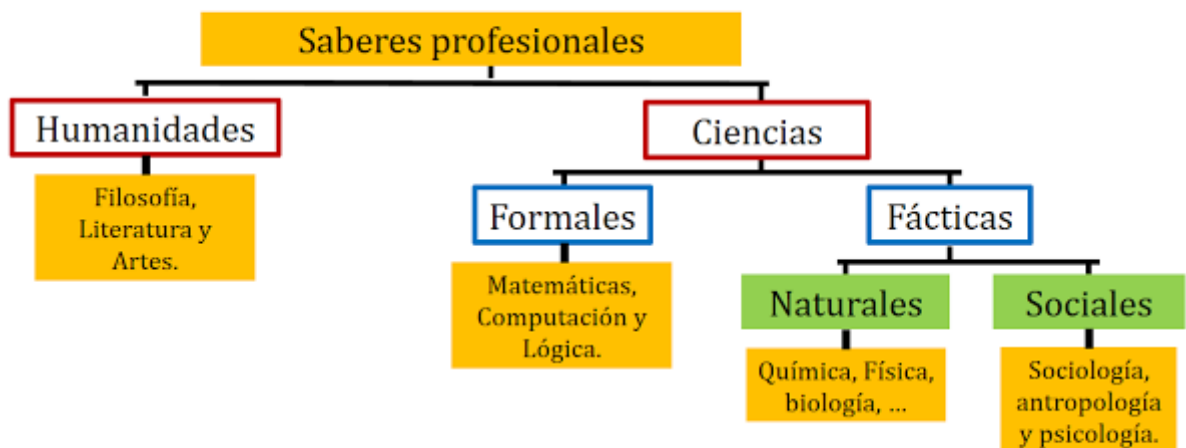 Saberes profesionales
Humanidades
Ciencias
Filosofía,
Literatura y
Artes.
Formales
Fácticas
Matemáticas,
Computación y
Lógica.
Naturales
Sociales
Química, Física,
biología, ...
Sociología,
antropología
y psicología.